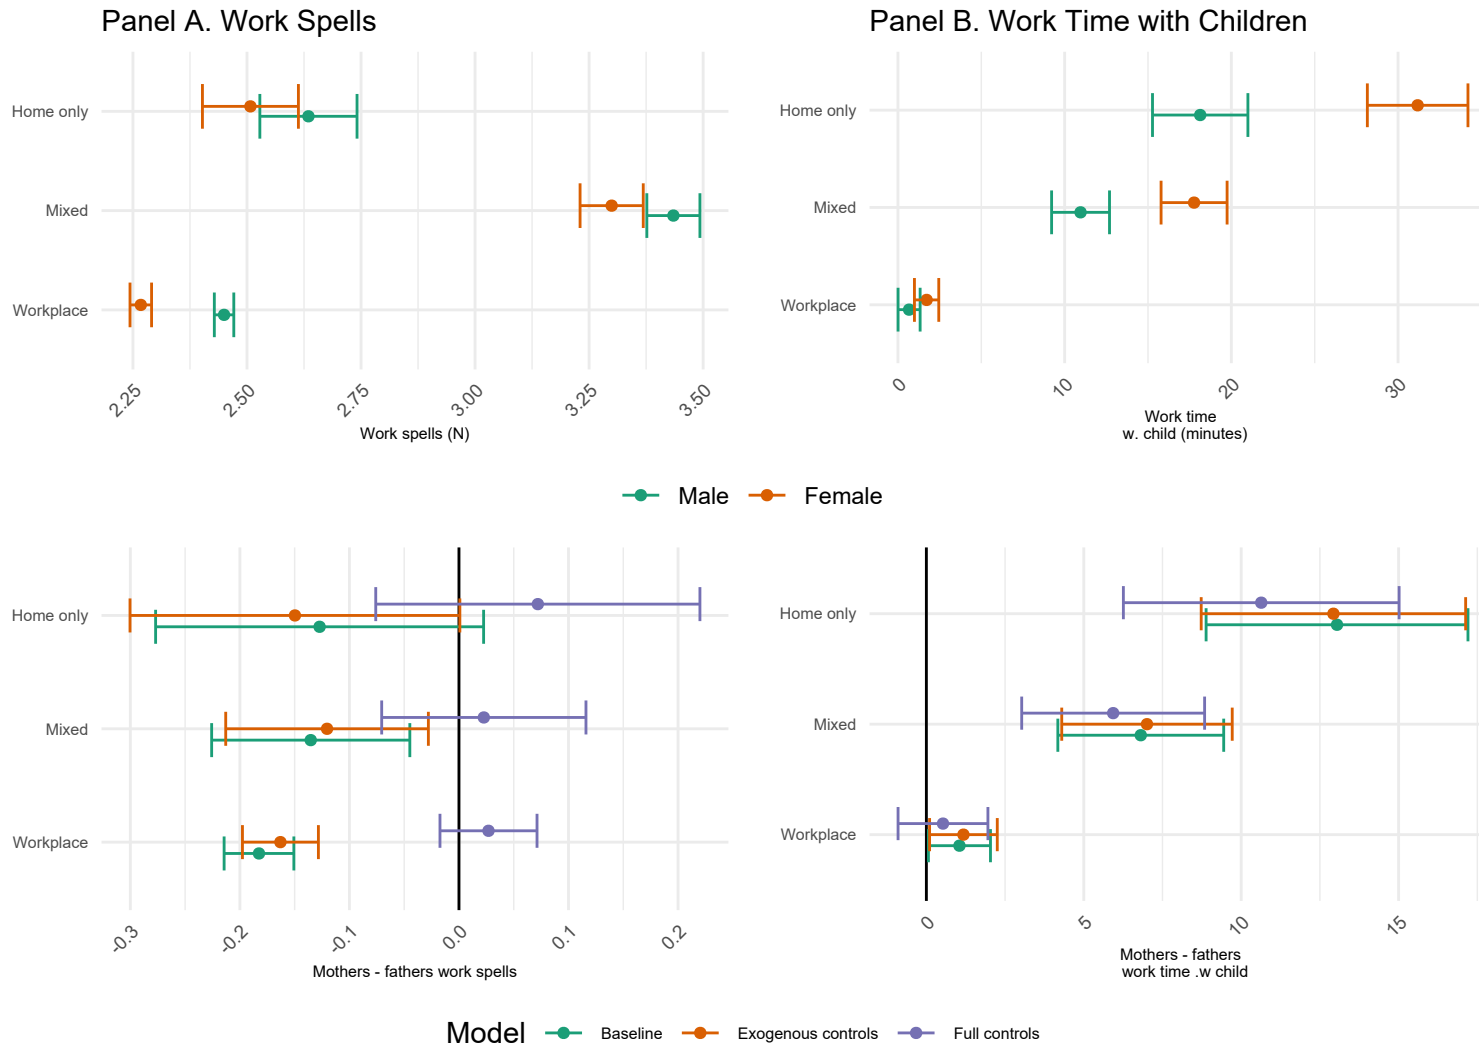 Panel A. Work Spells
Home only
Mixed
Workplace
2.25
2.50
2.75
3.00
3.25
3.50
Work spells (N)
Panel B. Work Time with Children
Home only
Mixed
Workplace
0
10
20
30
Work time
w. child (minutes)
Male
Female
Home only
Mixed
Workplace
-0.3
-0.2
-0.1
0.0
0.1
0.2
Mothers - fathers work spells
Home only
Mixed
Workplace
0
5
10
15
Mothers - fathers
work time .w child
Model
Baseline
Exogenous controls
Full controls